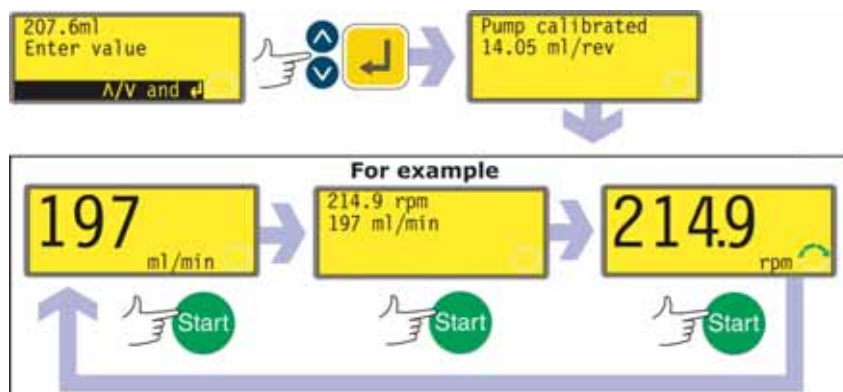 207.6ml
Enter value
∧/∨ and ↲
Pump calibrated
14.05 ml/rev
For example
197
ml/min
214.9 rpm
197 ml/min
214.9
rpm
Start
Start
Start